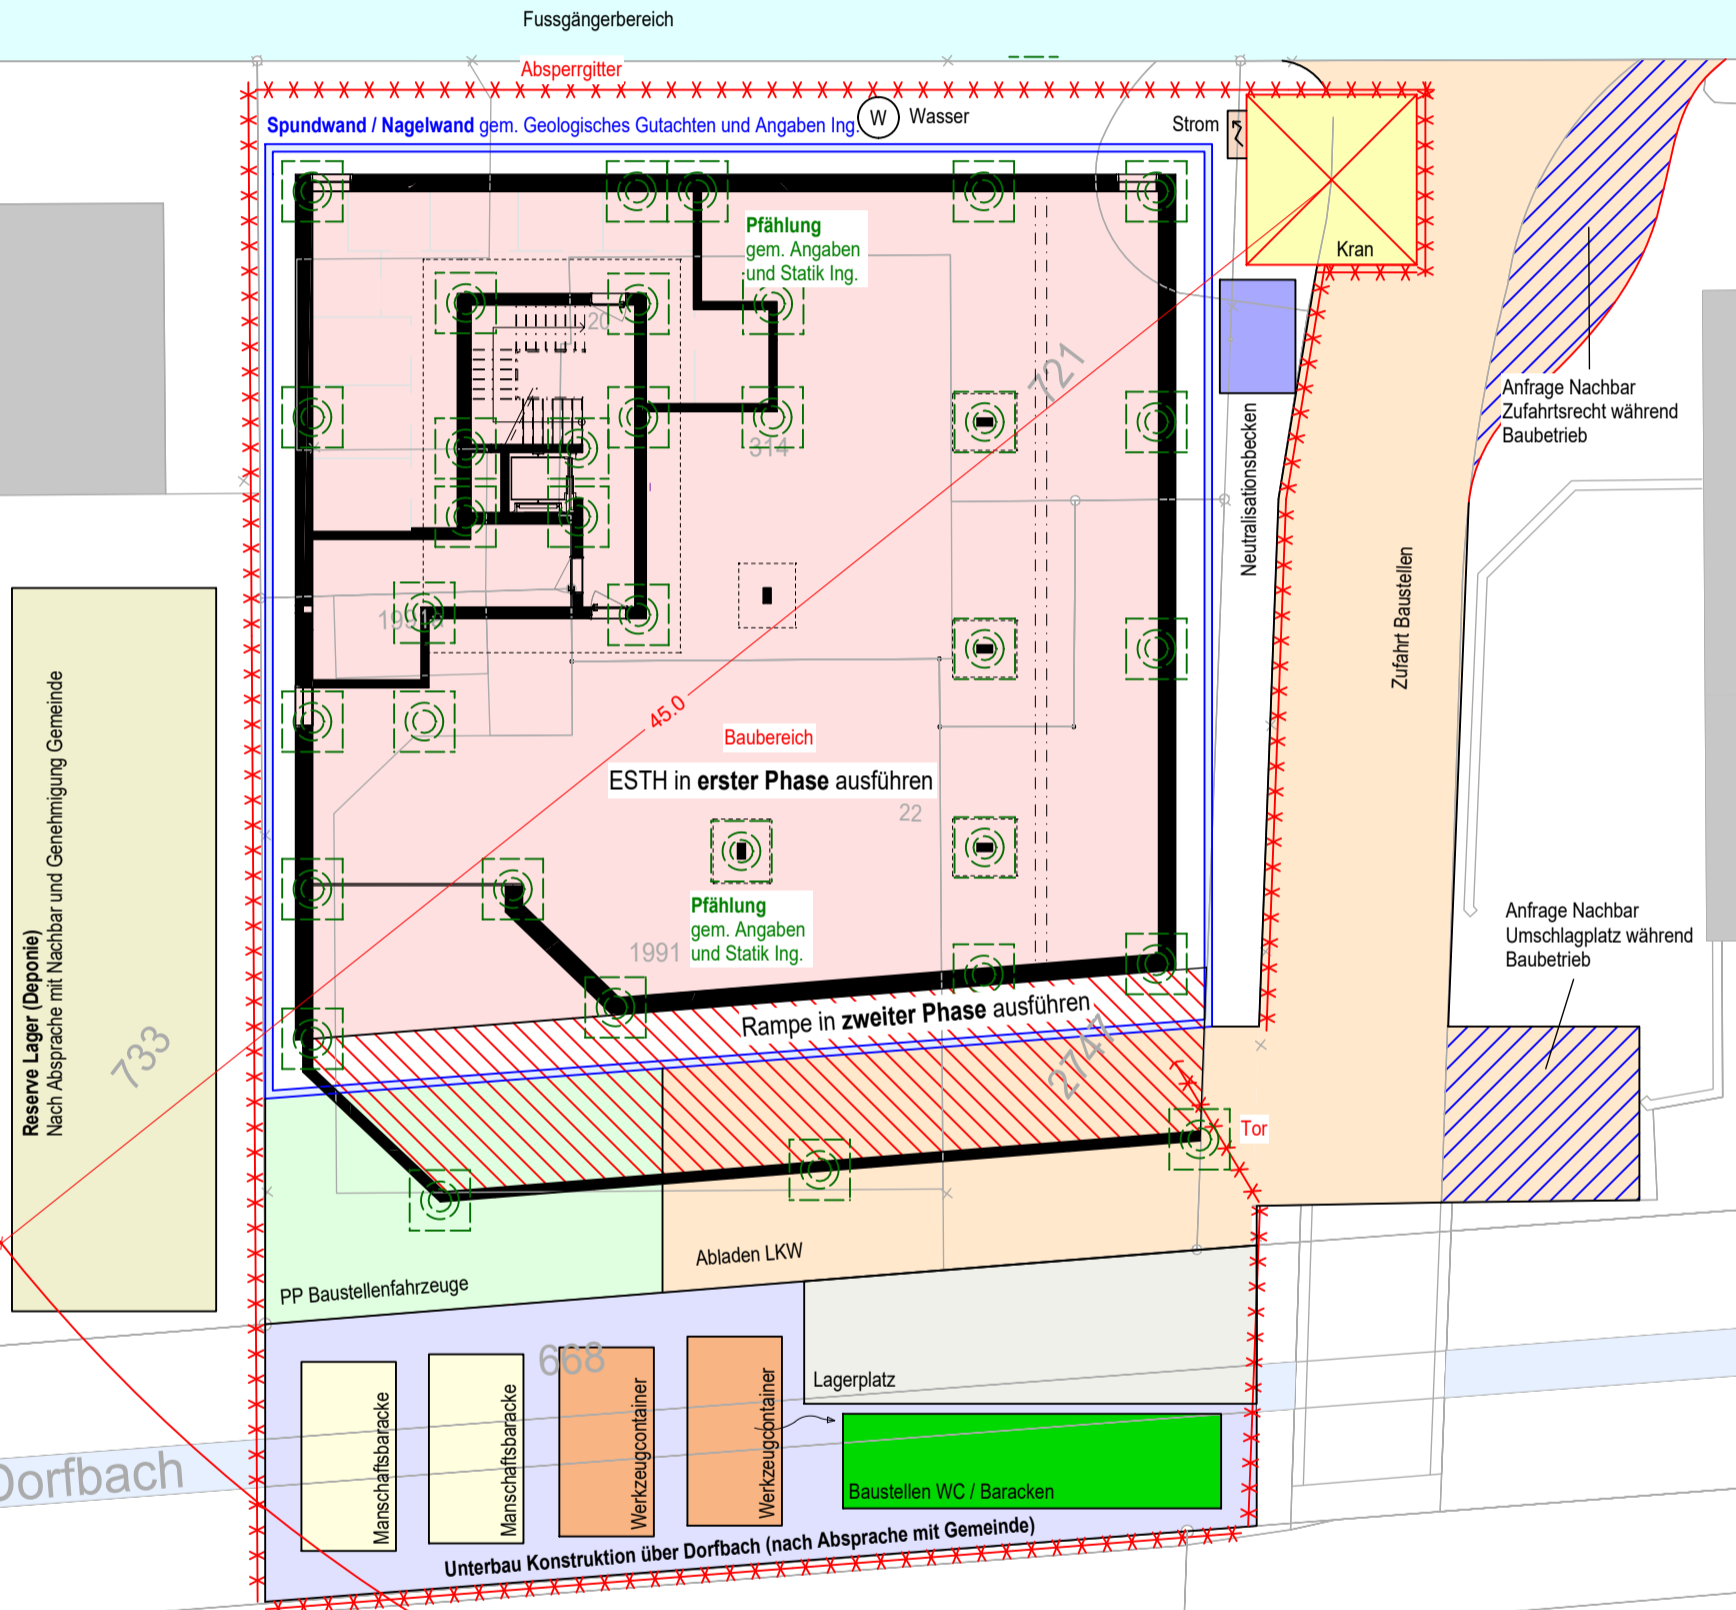 Fussgängerbereich
Absperrgitter
Spundwand / Nagelwand gem. Geologisches Gutachten und Angaben Ing.
W
Wasser
Strom
Kran
Pfählung
gem. Angaben
und Statik Ing.
20
721
314
Anfrage Nachbar
Zufahrtsrecht während
Baubetrieb
Neutralisationsbecken
Zufahrt Baustellen
45.0
Baubereich
ESTH in erster Phase ausführen
22
Pfählung
gem. Angaben
und Statik Ing.
1991
Anfrage Nachbar
Umschlagplatz während
Baubetrieb
Rampe in zweiter Phase ausführen
2747
Tor
Reserve Lager (Deponie)
Nach Absprache mit Nachbar und Genehmigung Gemeinde
733
PP Baustellenfahrzeuge
Abladen LKW
668
Lagerplatz
Manschaftsbaracke
Manschaftsbaracke
Werkzeugcontainer
Werkzeugcontainer
Baustellen WC / Baracken
Dorfbach
Unterbau Konstruktion über Dorfbach (nach Absprache mit Gemeinde)